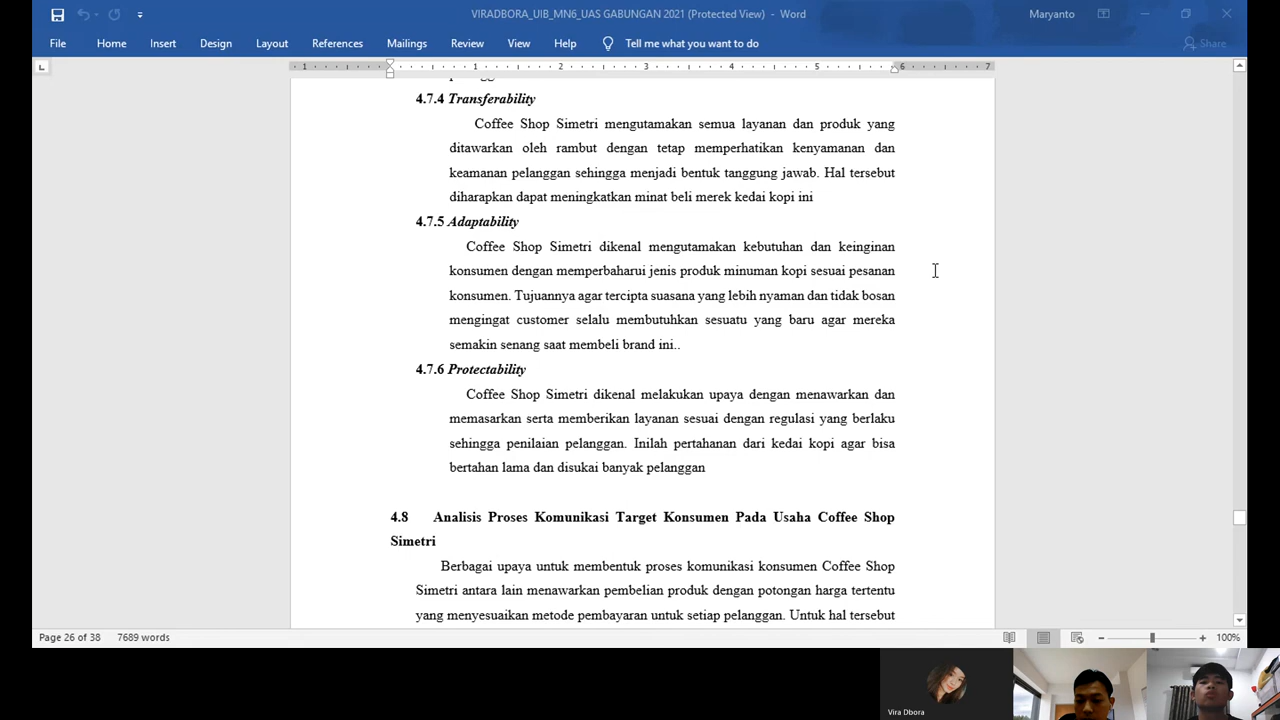 VIRADBORA_UIB_MN6_UAS GABUNGAN 2021 (Protected View) - Word
Maryanto
File Home Insert Design Layout References Mailings Review View Help Tell me what you want to do Share
1 1 2 3 4 5 6 7
4.7.4 Transferability
Coffee Shop Simetri mengutamakan semua layanan dan produk yang
ditawarkan oleh rambut dengan tetap memperhatikan kenyamanan dan
keamanan pelanggan sehingga menjadi bentuk tanggung jawab. Hal tersebut
diharapkan dapat meningkatkan minat beli merek kedai kopi ini
4.7.5 Adaptability
Coffee Shop Simetri dikenal mengutamakan kebutuhan dan keinginan
konsumen dengan memperbaharui jenis produk minuman kopi sesuai pesanan
konsumen. Tujuannya agar tercipta suasana yang lebih nyaman dan tidak bosan
mengingat customer selalu membutuhkan sesuatu yang baru agar mereka
semakin senang saat membeli brand ini..
4.7.6 Protectability
Coffee Shop Simetri dikenal melakukan upaya dengan menawarkan dan
memasarkan serta memberikan layanan sesuai dengan regulasi yang berlaku
sehingga penilaian pelanggan. Inilah pertahanan dari kedai kopi agar bisa
bertahan lama dan disukai banyak pelanggan
4.8 Analisis Proses Komunikasi Target Konsumen Pada Usaha Coffee Shop
Simetri
Berbagai upaya untuk membentuk proses komunikasi konsumen Coffee Shop
Simetri antara lain menawarkan pembelian produk dengan potongan harga tertentu
yang menyesuaikan metode pembayaran untuk setiap pelanggan. Untuk hal tersebut
Page 26 of 38 7689 words 100%
Vira Dbora